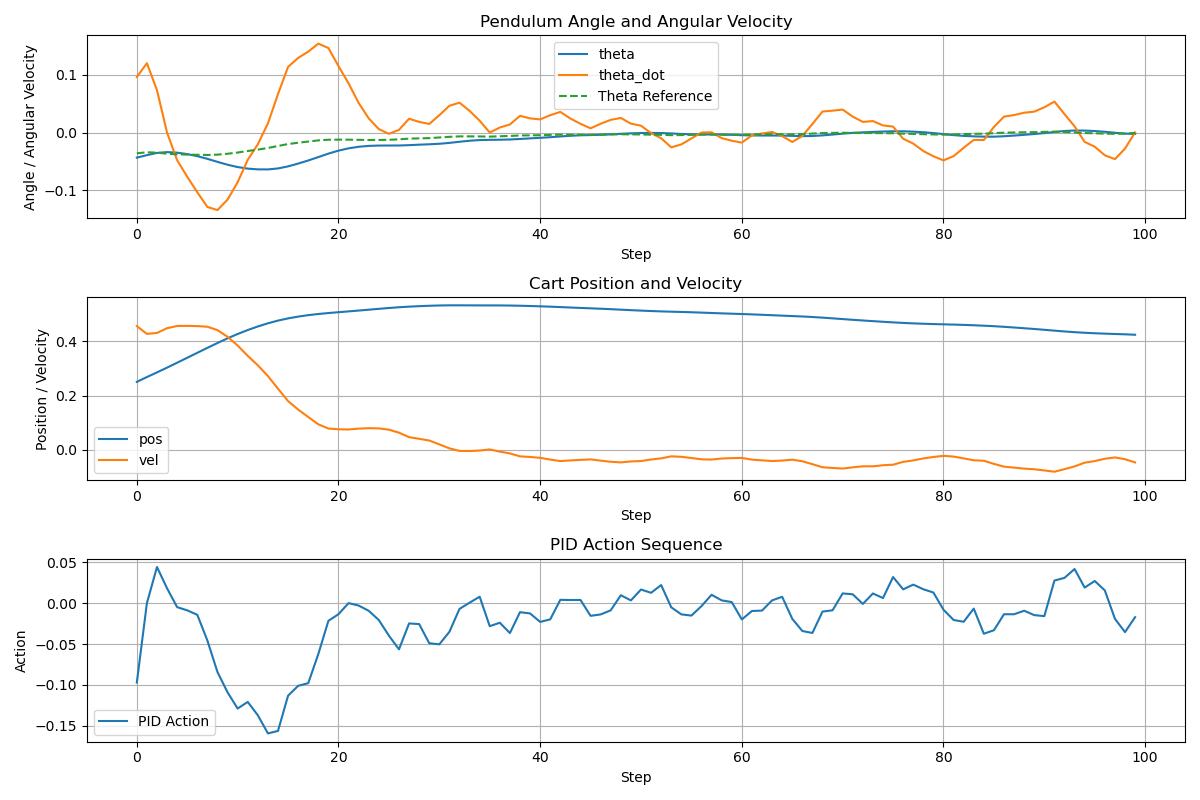 Pendulum Angle and Angular Velocity
Angle / Angular Velocity
0.1
0.0
−0.1
theta
theta_dot
Theta Reference
0 20 40 60 80 100
Step
Cart Position and Velocity
Position / Velocity
0.4
0.2
0.0
pos
vel
0 20 40 60 80 100
Step
PID Action Sequence
Action
0.05
0.00
−0.05
−0.10
−0.15
PID Action
0 20 40 60 80 100
Step